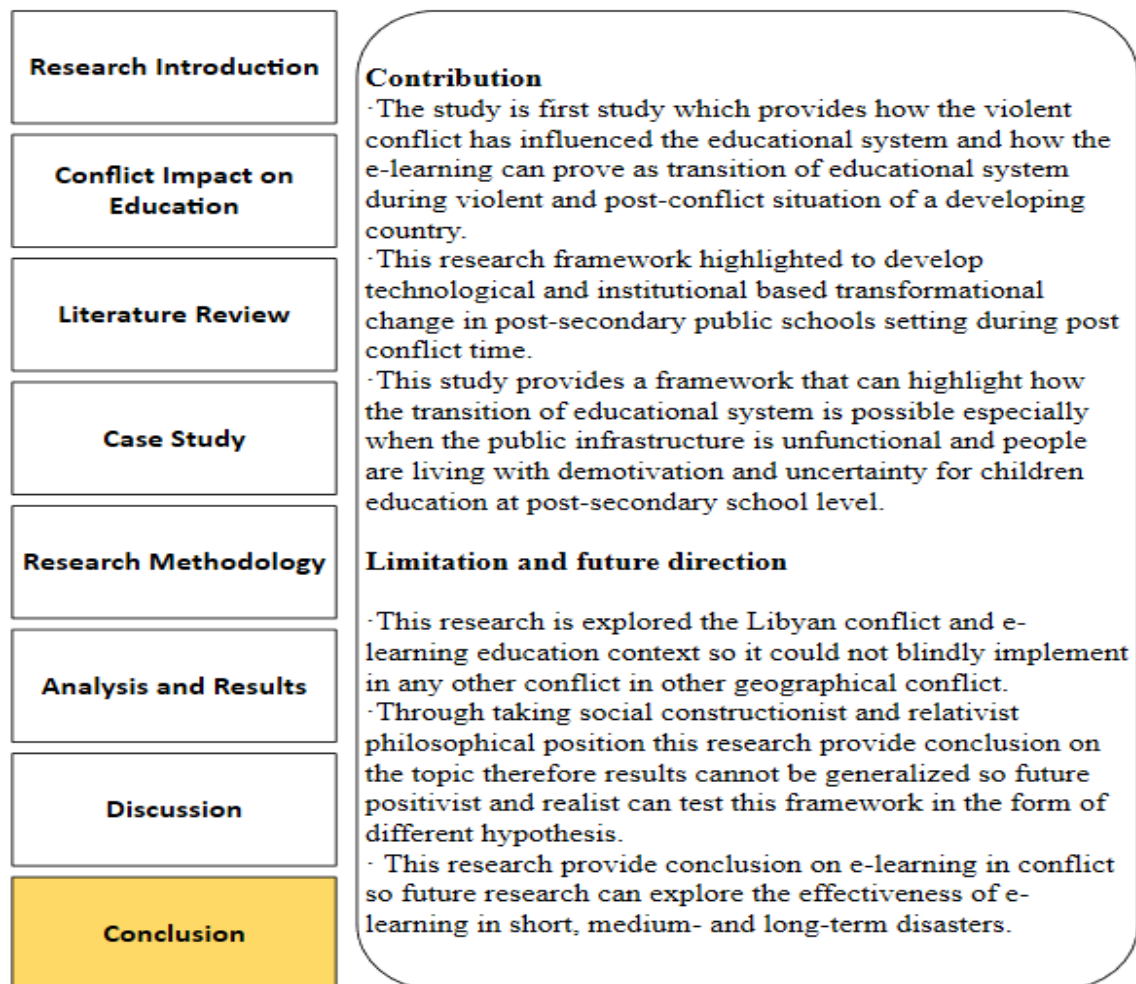 Research Introduction
Conflict Impact on
Education
Literature Review
Case Study
Research Methodology
Analysis and Results
Discussion
Conclusion
Contribution
·The study is first study which provides how the violent
conflict has influenced the educational system and how the
e-learning can prove as transition of educational system
during violent and post-conflict situation of a developing
country.
·This research framework highlighted to develop
technological and institutional based transformational
change in post-secondary public schools setting during post
conflict time.
·This study provides a framework that can highlight how
the transition of educational system is possible especially
when the public infrastructure is unfunctional and people
are living with demotivation and uncertainty for children
education at post-secondary school level.
Limitation and future direction
·This research is explored the Libyan conflict and e-
learning education context so it could not blindly implement
in any other conflict in other geographical conflict.
·Through taking social constructionist and relativist
philosophical position this research provide conclusion on
the topic therefore results cannot be generalized so future
positivist and realist can test this framework in the form of
different hypothesis.
· This research provide conclusion on e-learning in conflict
so future research can explore the effectiveness of e-
learning in short, medium- and long-term disasters.